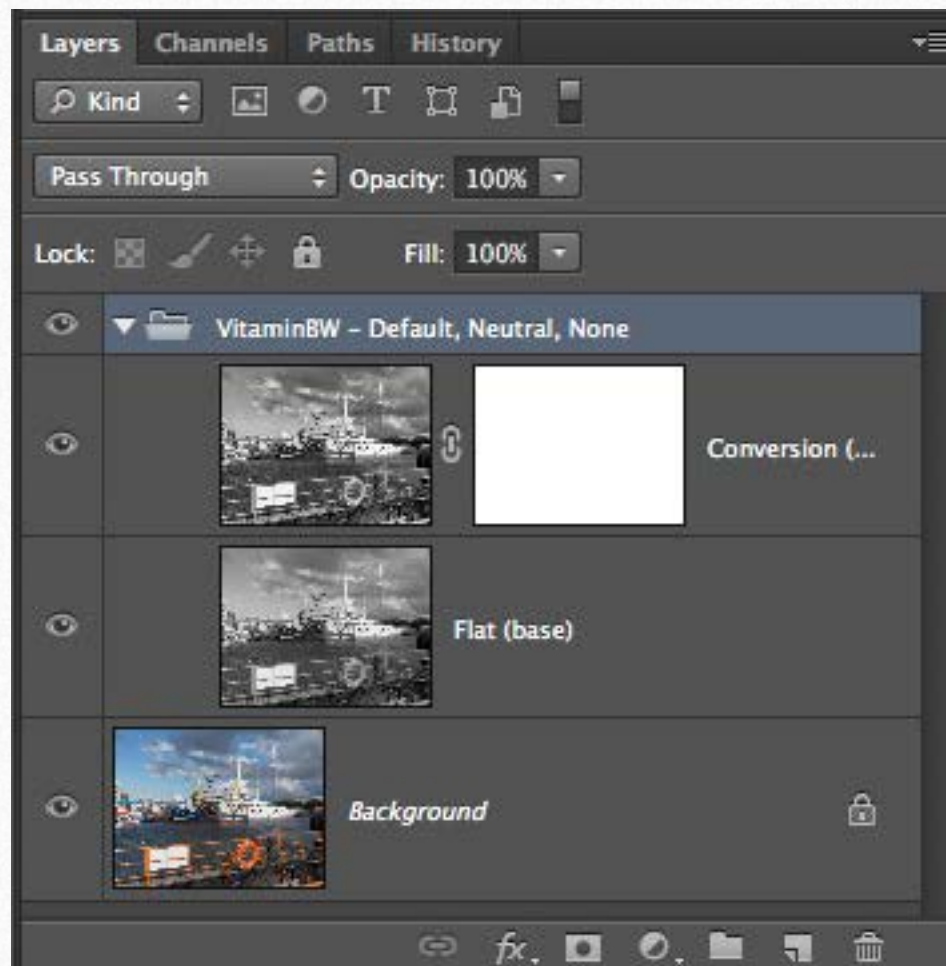 Layers Channels Paths History
Kind T
Pass Through Opacity: 100%
Lock: Fill: 100%
VitaminBW – Default, Neutral, None
Conversion (...
Flat (base)
Background
fx.